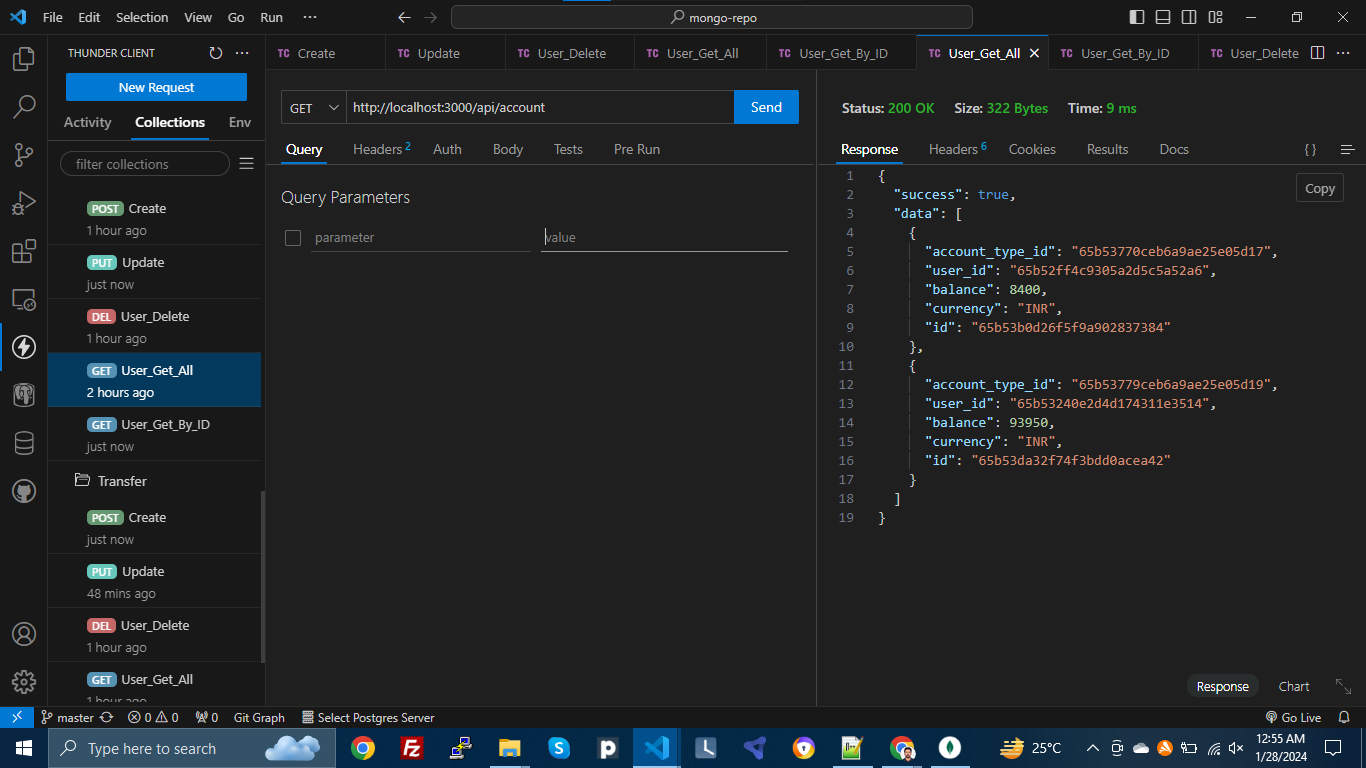 File Edit Selection View Go Run ··· mongo-repo
THUNDER CLIENT
New Request
Activity Collections Env
filter collections
POST Create
1 hour ago
PUT Update
just now
DEL User_Delete
1 hour ago
GET User_Get_All
2 hours ago
GET User_Get_By_ID
just now
Transfer
POST Create
just now
PUT Update
48 mins ago
DEL User_Delete
1 hour ago
GET User_Get_All
1 hour ago
TC Create TC Update TC User_Delete TC User_Get_All TC User_Get_By_ID TC User_Get_All TC User_Get_By_ID TC User_Delete
GET http://localhost:3000/api/account Send
Query Headers 2 Auth Body Tests Pre Run
Query Parameters
parameter value
Status: 200 OK Size: 322 Bytes Time: 9 ms
Response Headers 6 Cookies Results Docs { }
Copy
1 {
2 "success": true,
3 "data": [
4 {
5 "account_type_id": "65b53770ceb6a9ae25e05d17",
6 "user_id": "65b52ff4c9305a2d5c5a52a6",
7 "balance": 8400,
8 "currency": "INR",
9 "id": "65b53b0d26f5f9a902837384"
10 },
11 {
12 "account_type_id": "65b53779ceb6a9ae25e05d19",
13 "user_id": "65b53240e2d4d174311e3514",
14 "balance": 93950,
15 "currency": "INR",
16 "id": "65b53da32f74f3bdd0acea42"
17 }
18 ]
19 }
Response Chart
master 0 0 0 Git Graph Select Postgres Server Go Live
Type here to search 25°C 12:55 AM
1/28/2024